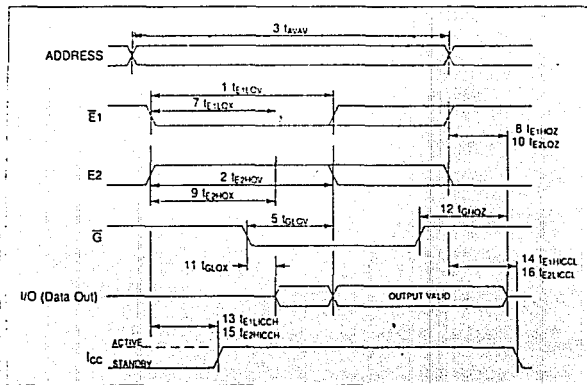 3 tAVAV
ADDRESS
1 tE1LQV
7 tE1LQX
E1
8 tE1HQZ
10 tE2LQZ
E2
2 tE2HQV
9 tE2HQX
5 tGLQV
12 tGHQZ
G
11 tGLQX
14 tE1HICCL
16 tE2LICCL
I/O (Data Out)
OUTPUT VALID
13 tE1LICCH
15 tE2HICCH
ACTIVE
ICC
STANDBY